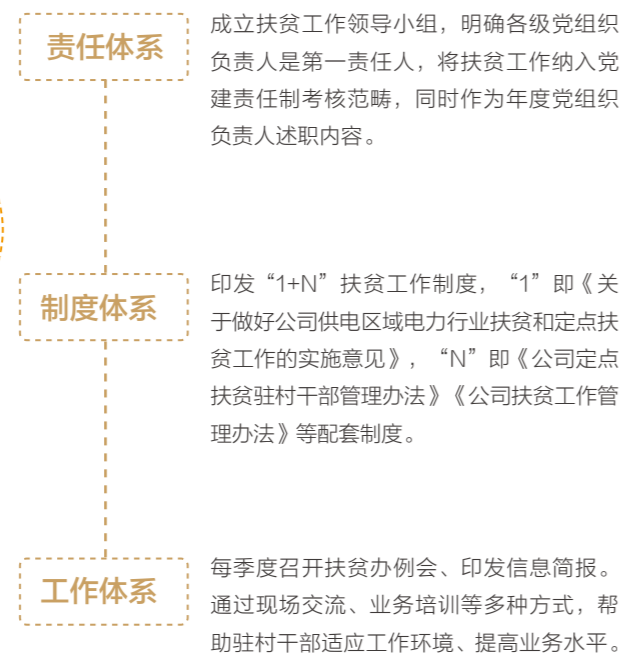 责任体系
成立扶贫工作领导小组，明确各级党组织
负责人是第一责任人，将扶贫工作纳入党
建责任制考核范畴，同时作为年度党组织
负责人述职内容。
制度体系
印发“1+N”扶贫工作制度，“1”即《关
于做好公司供电区域电力行业扶贫和定点扶
贫工作的实施意见》，“N”即《公司定点
扶贫驻村干部管理办法》《公司扶贫工作管
理办法》等配套制度。
工作体系
每季度召开扶贫办例会、印发信息简报。
通过现场交流、业务培训等多种方式，帮
助驻村干部适应工作环境、提高业务水平。